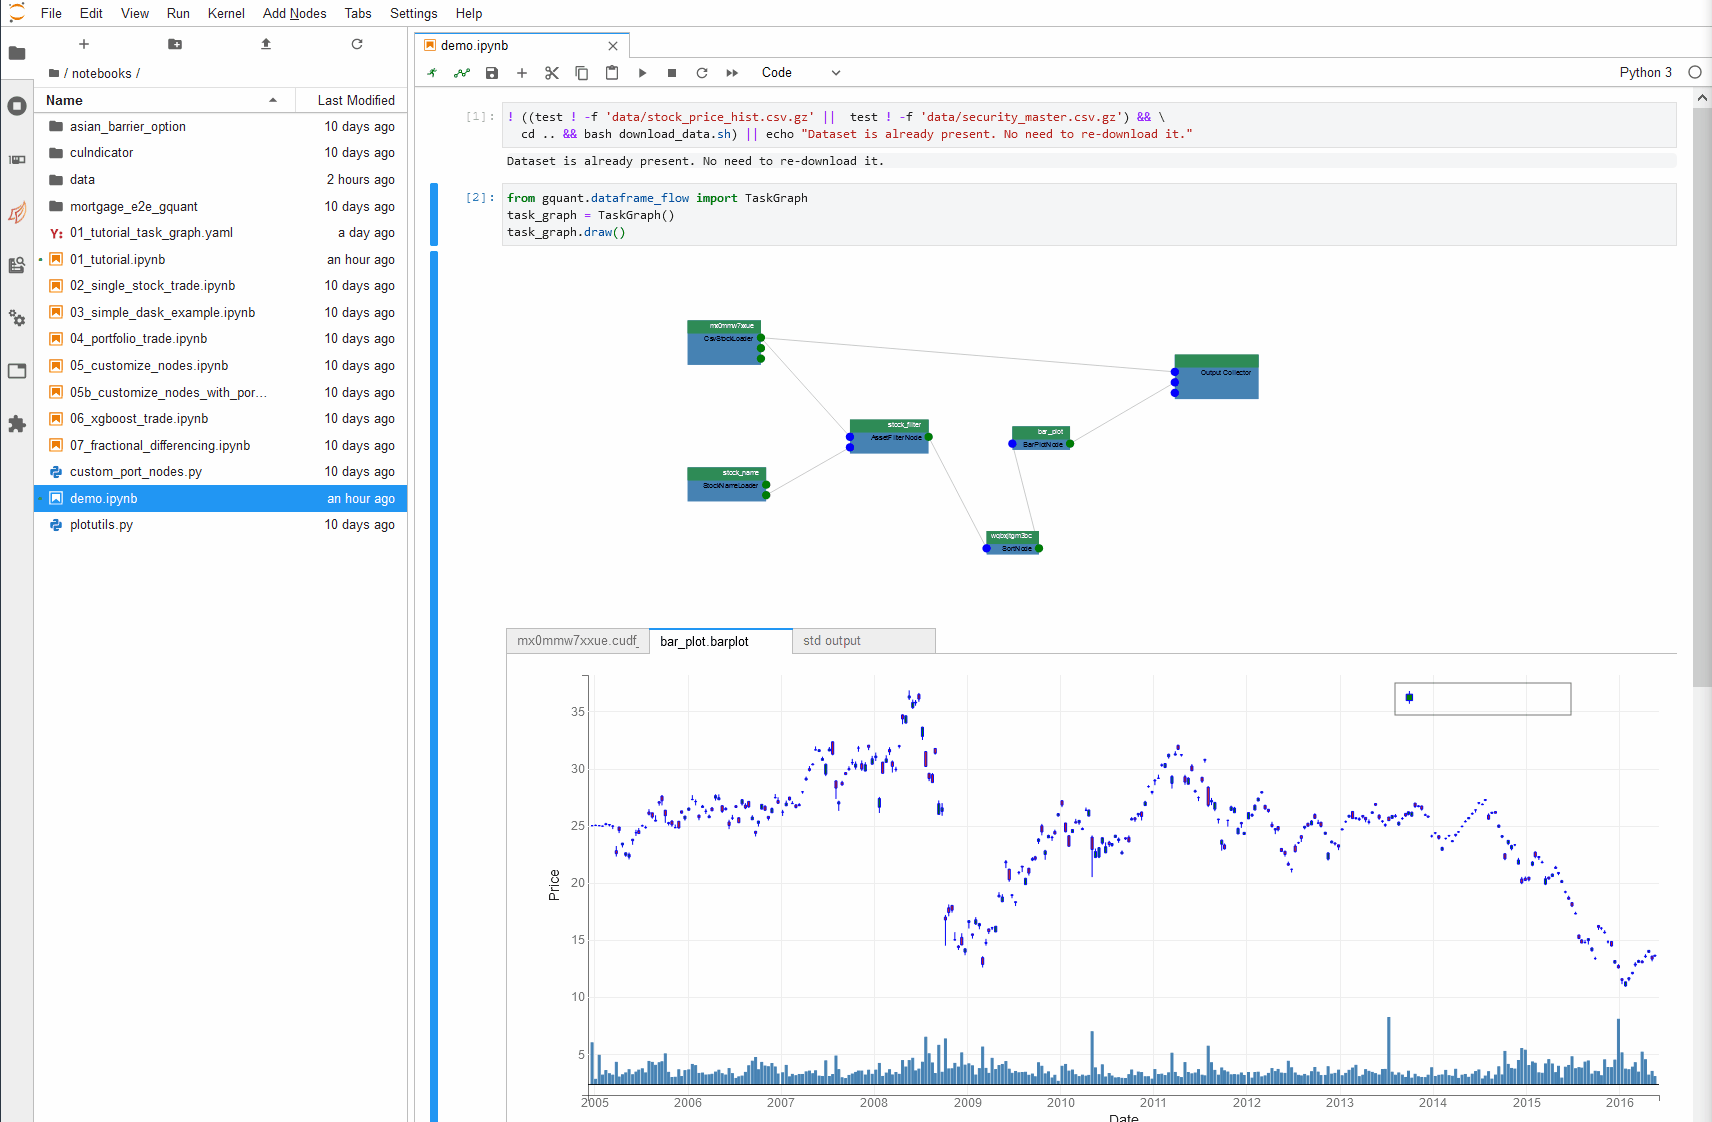 File Edit View Run Kernel Add Nodes Tabs Settings Help
/ notebooks /
Name Last Modified
asian_barrier_option 10 days ago
cuIndicator 10 days ago
data 2 hours ago
mortgage_e2e_gquant 10 days ago
Y: 01_tutorial_task_graph.yaml a day ago
01_tutorial.ipynb an hour ago
02_single_stock_trade.ipynb 10 days ago
03_simple_dask_example.ipynb 10 days ago
04_portfolio_trade.ipynb 10 days ago
05_customize_nodes.ipynb 10 days ago
05b_customize_nodes_with_por... 10 days ago
06_xgboost_trade.ipynb 10 days ago
07_fractional_differencing.ipynb 10 days ago
custom_port_nodes.py 10 days ago
demo.ipynb an hour ago
plotutils.py 10 days ago
demo.ipynb
Code Python 3
[1]: ! ((test ! -f 'data/stock_price_hist.csv.gz' || test ! -f 'data/security_master.csv.gz') && \
cd .. && bash download_data.sh) || echo "Dataset is already present. No need to re-download it."
Dataset is already present. No need to re-download it.
[2]: from gquant.dataframe_flow import TaskGraph
task_graph = TaskGraph()
task_graph.draw()
mx0mmw7xxue
CsvStockLoader
Output Collector
stock_filter
AssetFilterNode
bar_plot
BarPlotNode
stock_name
StockNameLoader
SortNode
mx0mmw7xxue.cudf_ bar_plot.barplot std output
35
30
25
20
15
10
5
Price
2005 2006 2007 2008 2009 2010 2011 2012 2013 2014 2015 2016
Date